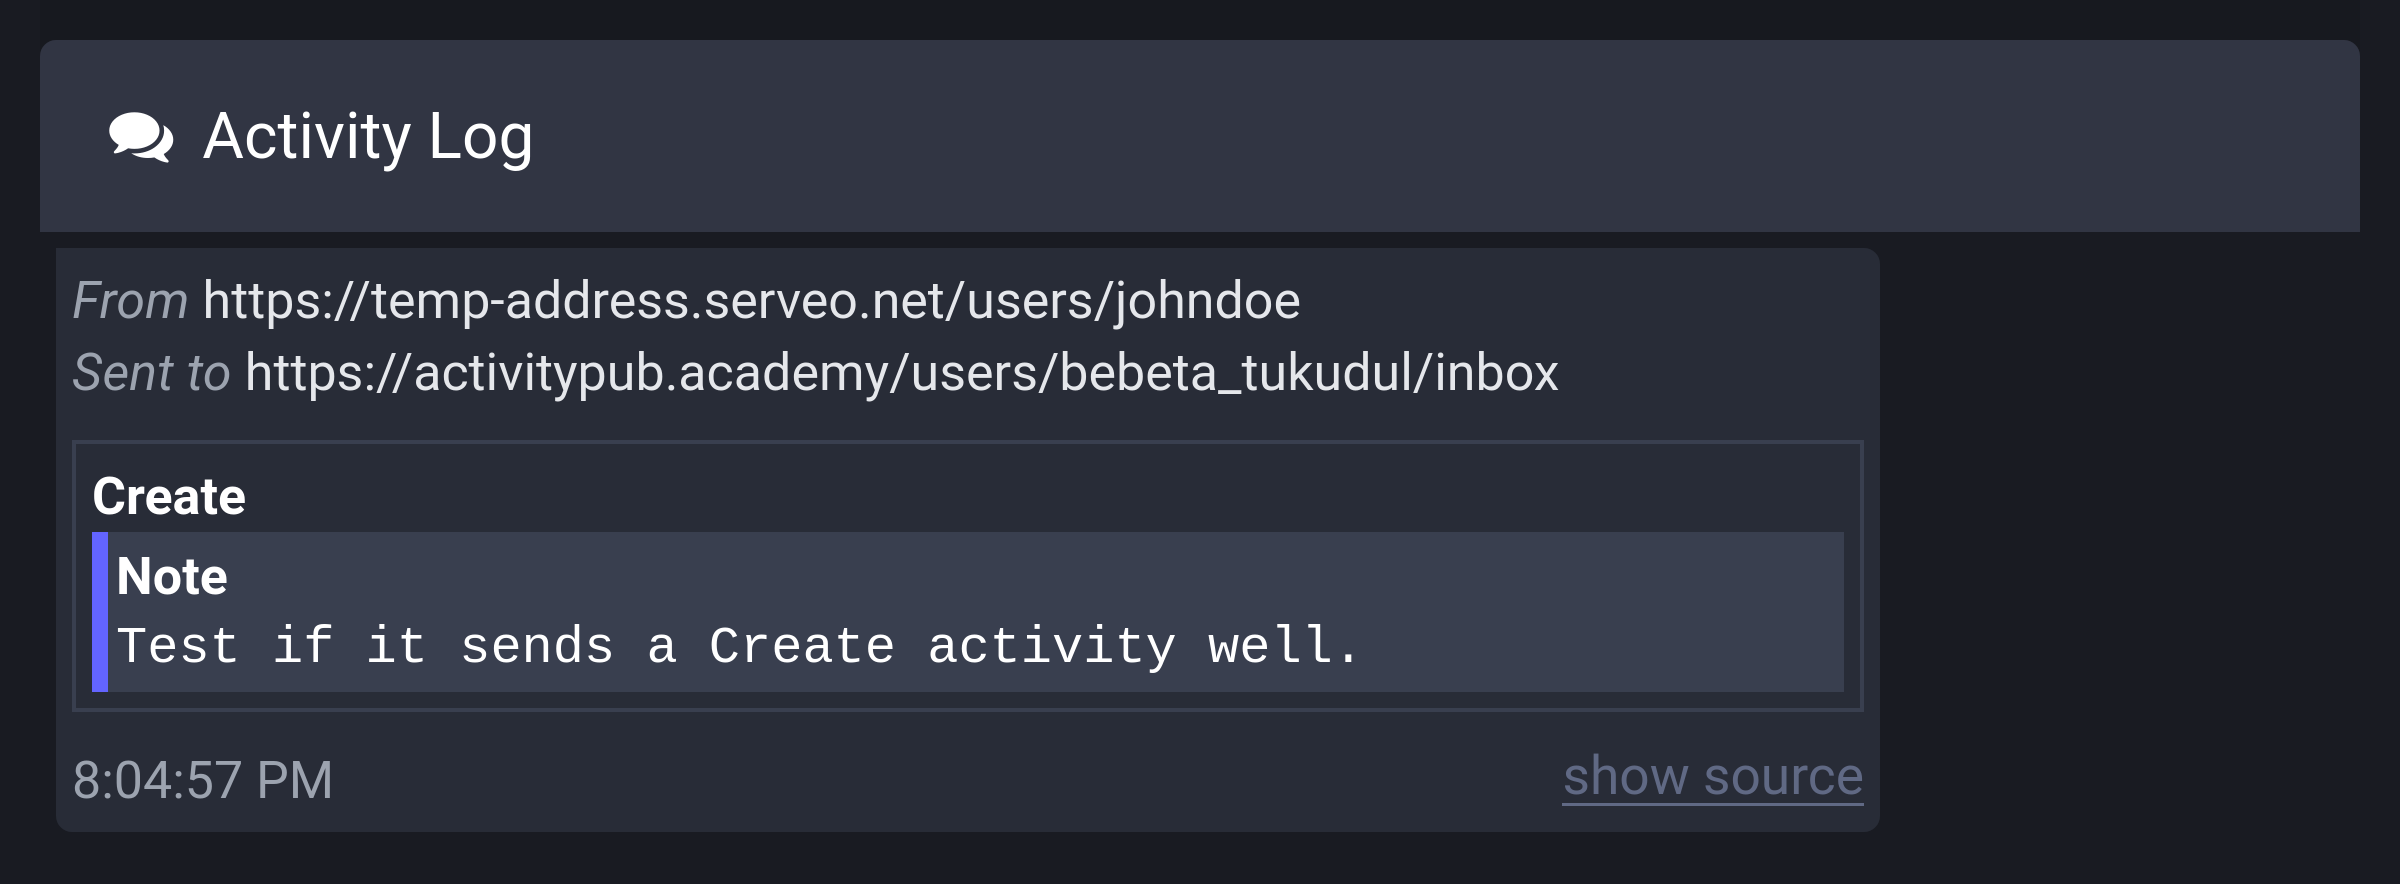 Activity Log
From https://temp-address.serveo.net/users/johndoe
Sent to https://activitypub.academy/users/bebeta_tukudul/inbox
Create
Note
Test if it sends a Create activity well.
8:04:57 PM
show source